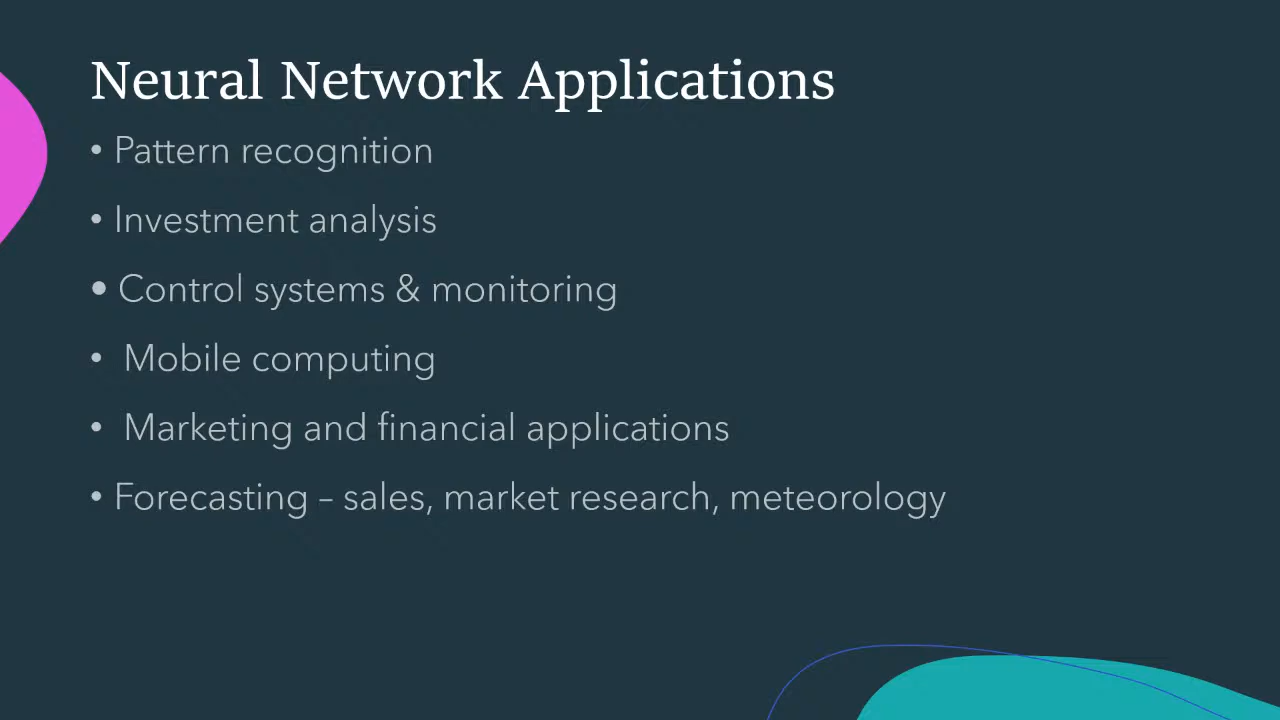 Neural Network Applications
• Pattern recognition
• Investment analysis
• Control systems & monitoring
• Mobile computing
• Marketing and financial applications
• Forecasting – sales, market research, meteorology